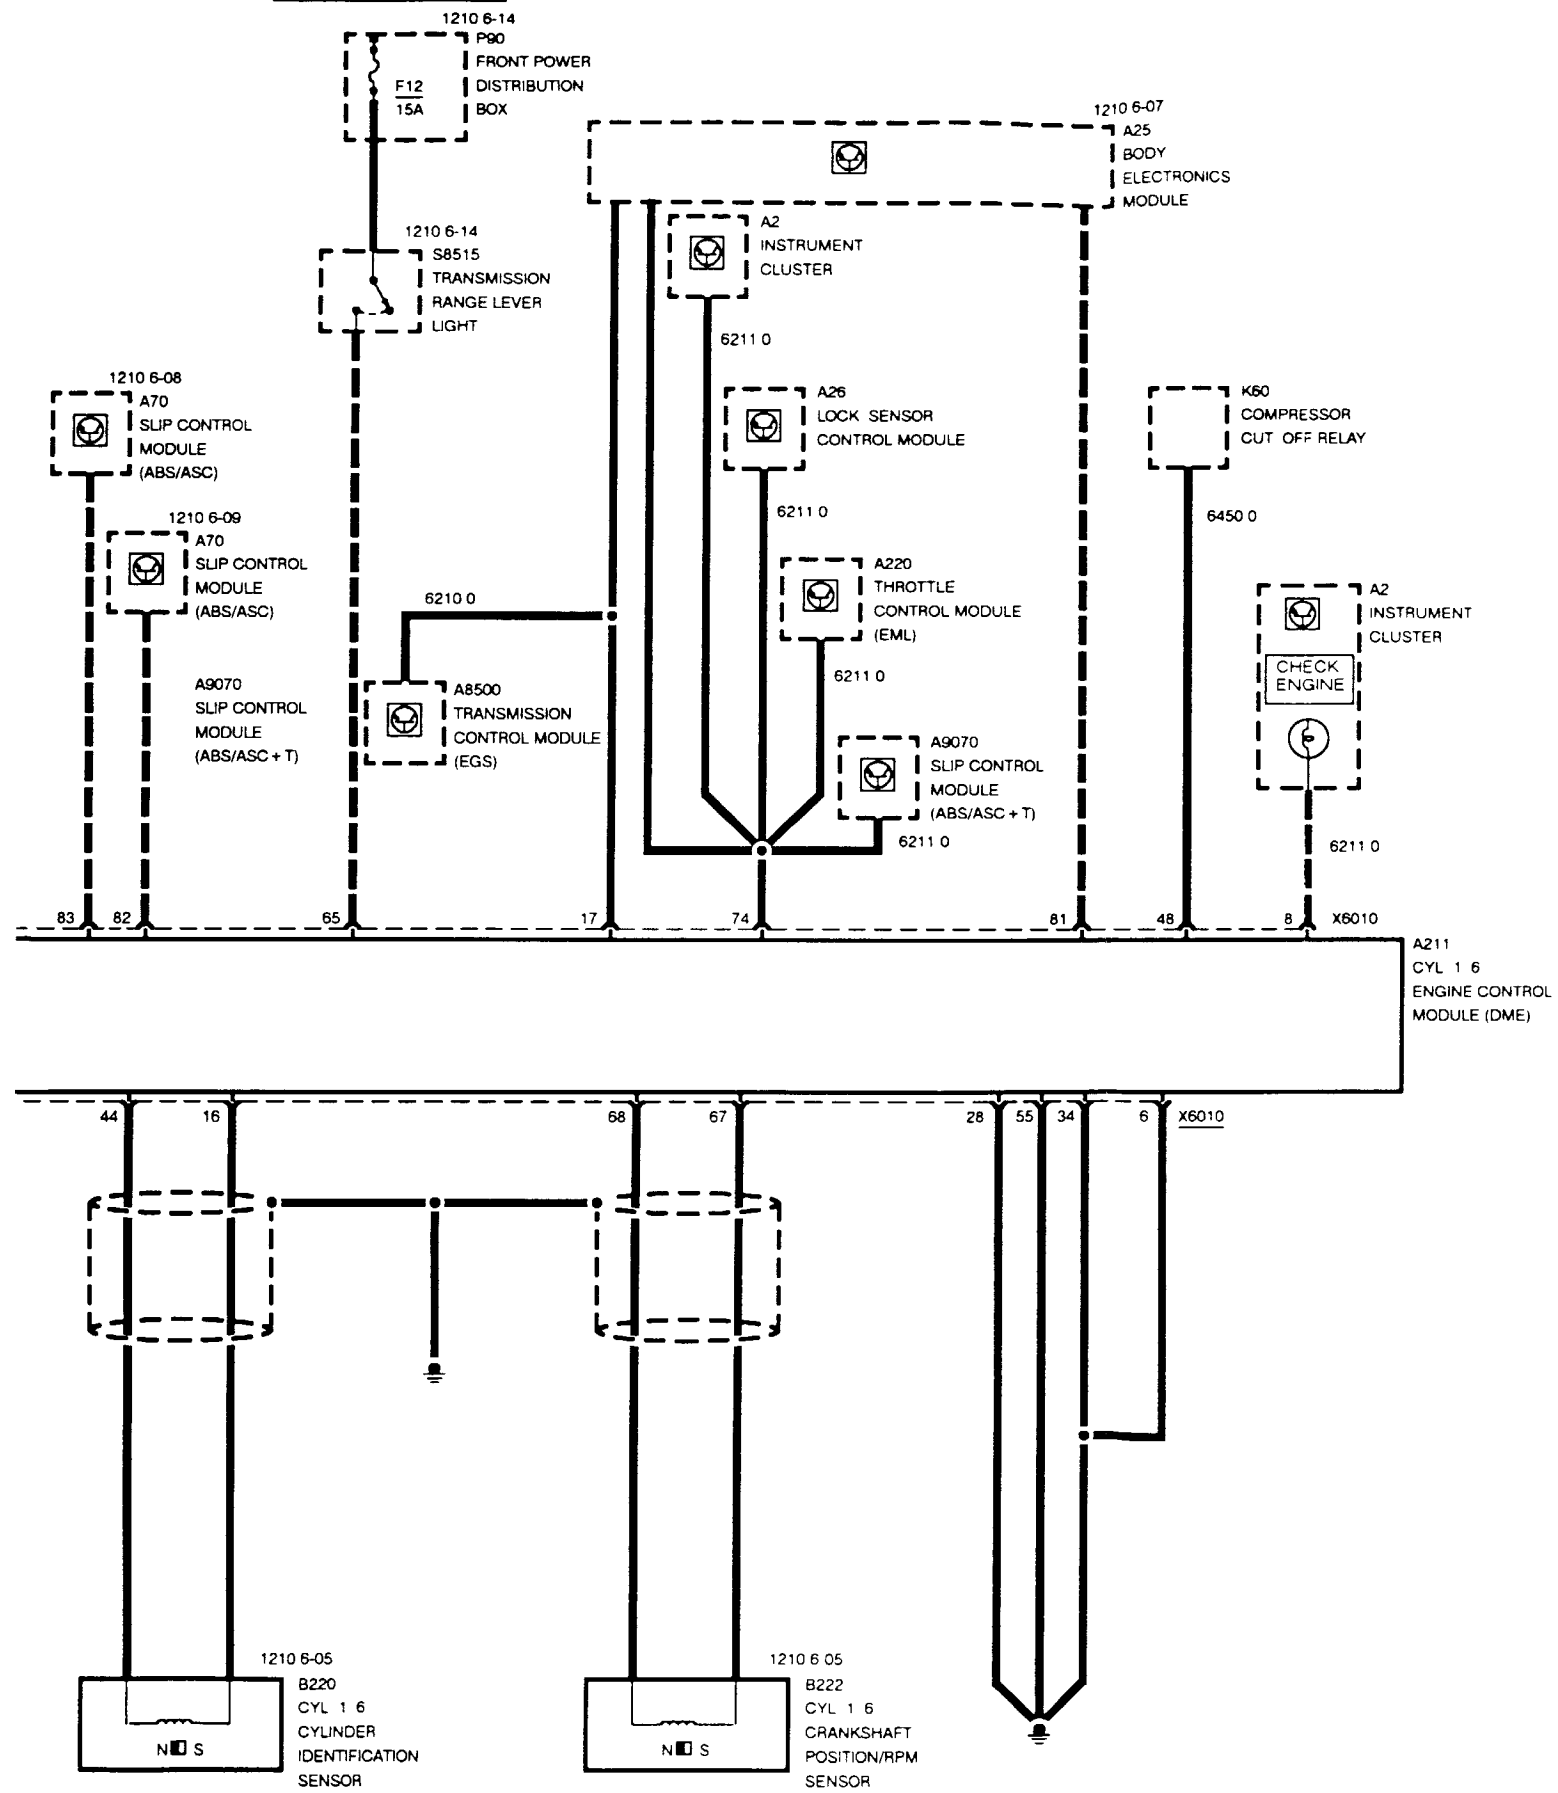 1210 6-14
P90
FRONT POWER
DISTRIBUTION
BOX
F12
15A
1210 6-07
A25
BODY
ELECTRONICS
MODULE
1210 6-14
S8515
TRANSMISSION
RANGE LEVER
LIGHT
A2
INSTRUMENT
CLUSTER
6211 0
1210 6-08
A70
SLIP CONTROL
MODULE
(ABS/ASC)
A26
LOCK SENSOR
CONTROL MODULE
6211 0
K60
COMPRESSOR
CUT OFF RELAY
6450 0
1210 6-09
A70
SLIP CONTROL
MODULE
(ABS/ASC)
A220
THROTTLE
CONTROL MODULE
(EML)
6211 0
A2
INSTRUMENT
CLUSTER
CHECK
ENGINE
6211 0
6210 0
A9070
SLIP CONTROL
MODULE
(ABS/ASC + T)
A8500
TRANSMISSION
CONTROL MODULE
(EGS)
A9070
SLIP CONTROL
MODULE
(ABS/ASC + T)
6211 0
83 82 65 17 74 81 48 8 X6010
A211
CYL 1 6
ENGINE CONTROL
MODULE (DME)
44 16 68 67 28 55 34 6 X6010
1210 6-05
B220
CYL 1 6
CYLINDER
IDENTIFICATION
SENSOR
N S
1210 6 05
B222
CYL 1 6
CRANKSHAFT
POSITION/RPM
SENSOR
N S